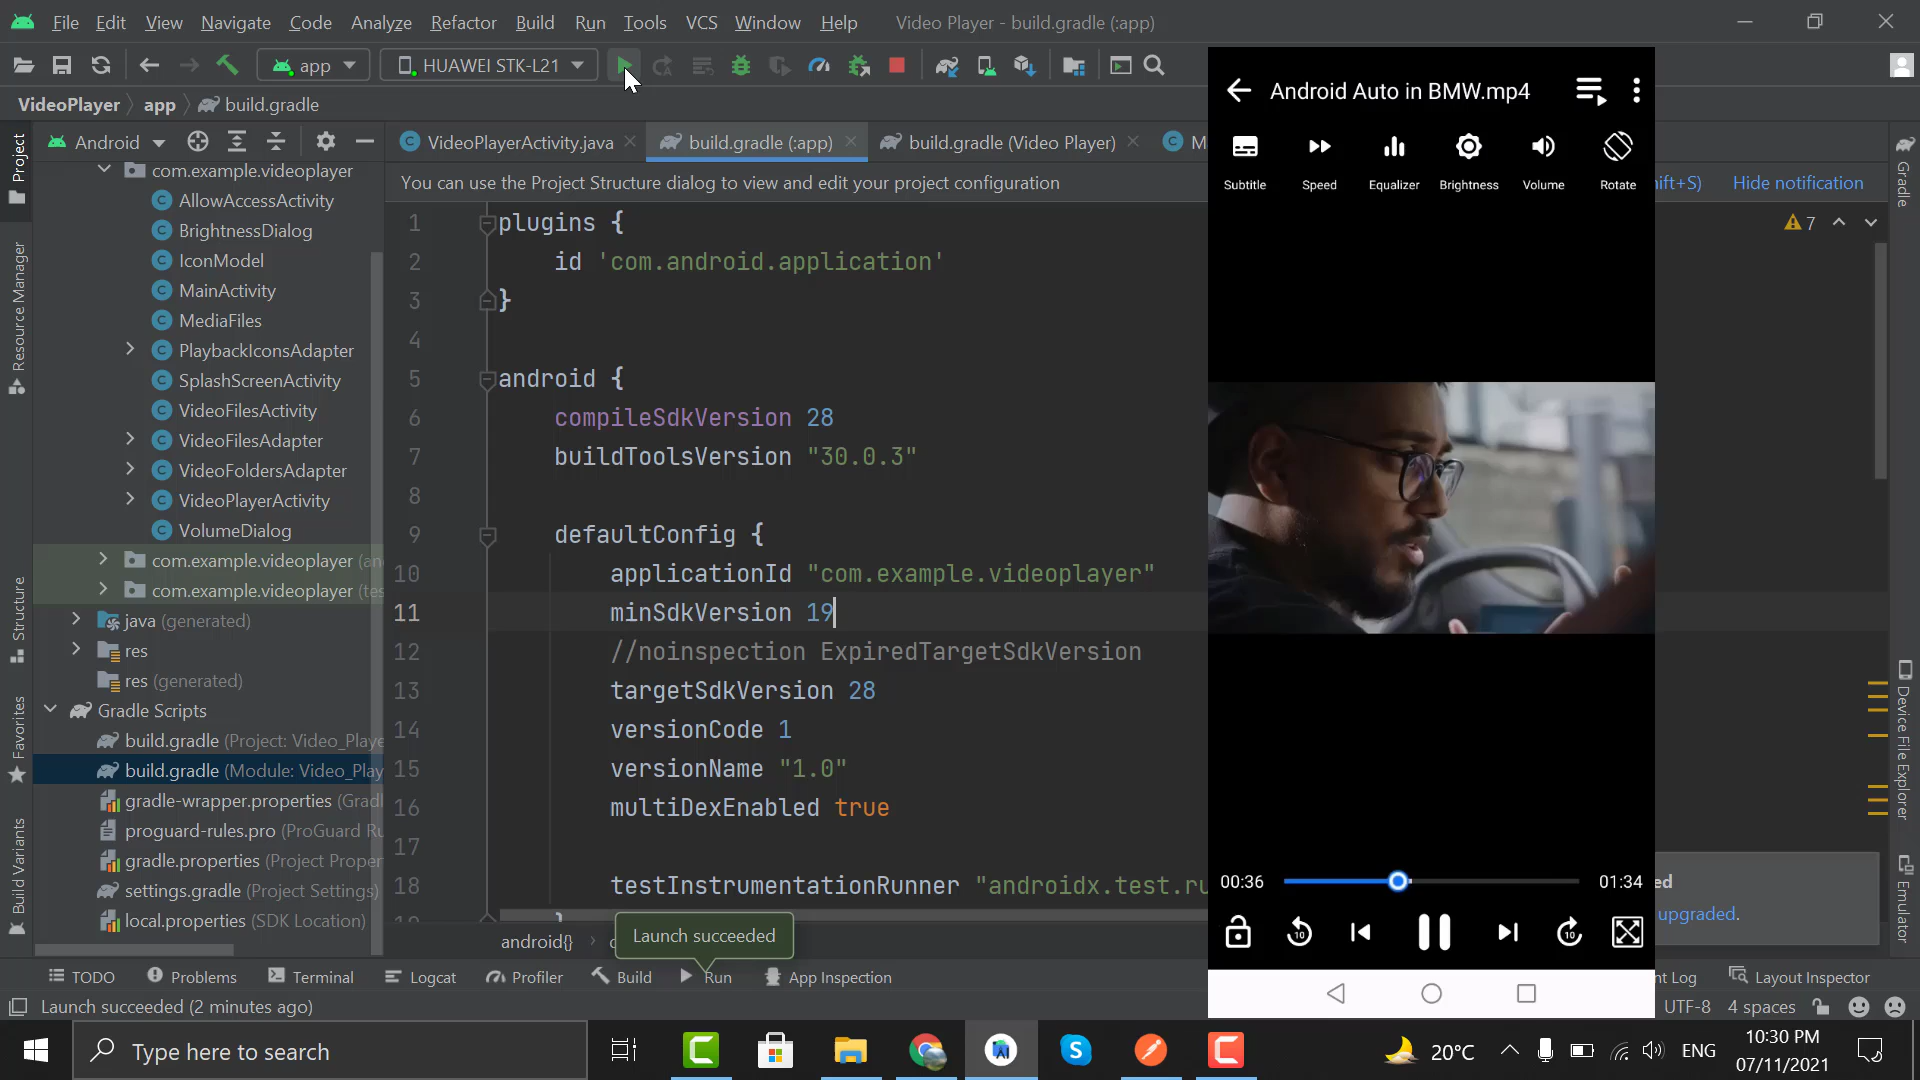 File Edit View Navigate Code Analyze Refactor Build Run Tools VCS Window Help Video Player - build.gradle (:app)
app HUAWEI STK-L21
VideoPlayer app build.gradle
Android
VideoPlayerActivity.java build.gradle (:app) build.gradle (Video Player)
You can use the Project Structure dialog to view and edit your project configuration
Hide notification
7
Project
Resource Manager
Structure
Favorites
Build Variants
com.example.videoplayer
AllowAccessActivity
BrightnessDialog
IconModel
MainActivity
MediaFiles
PlaybackIconsAdapter
SplashScreenActivity
VideoFilesActivity
VideoFilesAdapter
VideoFoldersAdapter
VideoPlayerActivity
VolumeDialog
com.example.videoplayer
com.example.videoplayer
java (generated)
res
res (generated)
Gradle Scripts
build.gradle (Project: Video_Playe
build.gradle (Module: Video_Play
gradle-wrapper.properties (Grad
proguard-rules.pro (ProGuard Ru
gradle.properties (Project Proper
settings.gradle (Project Settings)
local.properties (SDK Location)
1 plugins {
2 id 'com.android.application'
3 }
4
5 android {
6 compileSdkVersion 28
7 buildToolsVersion "30.0.3"
8
9 defaultConfig {
10 applicationId "com.example.videoplayer"
11 minSdkVersion 19
12 //noinspection ExpiredTargetSdkVersion
13 targetSdkVersion 28
14 versionCode 1
15 versionName "1.0"
16 multiDexEnabled true
17
18 testInstrumentationRunner "androidx.test.ru
}
android{}
Launch succeeded
Android Auto in BMW.mp4
Subtitle Speed Equalizer Brightness Volume Rotate
00:36 01:34
10 10
upgraded.
Gradle
Device File Explorer
Emulator
TODO Problems Terminal Logcat Profiler Build Run App Inspection
nt Log Layout Inspector
Launch succeeded (2 minutes ago)
UTF-8 4 spaces
Type here to search
20°C ENG
10:30 PM
07/11/2021